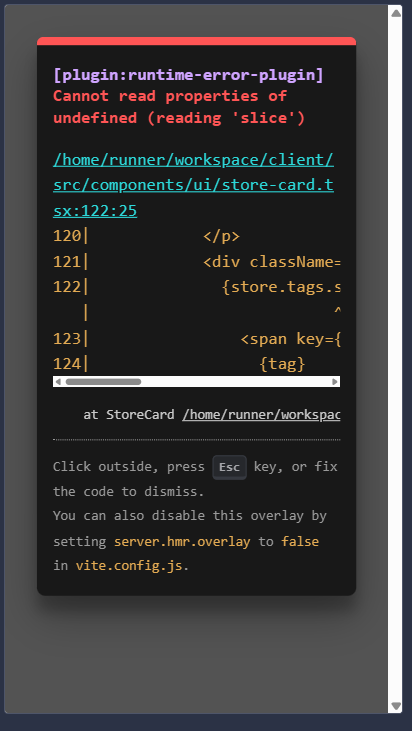 [plugin:runtime-error-plugin]
Cannot read properties of
undefined (reading 'slice')
/home/runner/workspace/client/
src/components/ui/store-card.t
sx:122:25
120|            </p>
121|            <div className=
122|              {store.tags.s
   |                          ^
123|                <span key={
124|                  {tag}
at StoreCard /home/runner/workspac
Click outside, press Esc key, or fix
the code to dismiss.
You can also disable this overlay by
setting server.hmr.overlay to false
in vite.config.js.